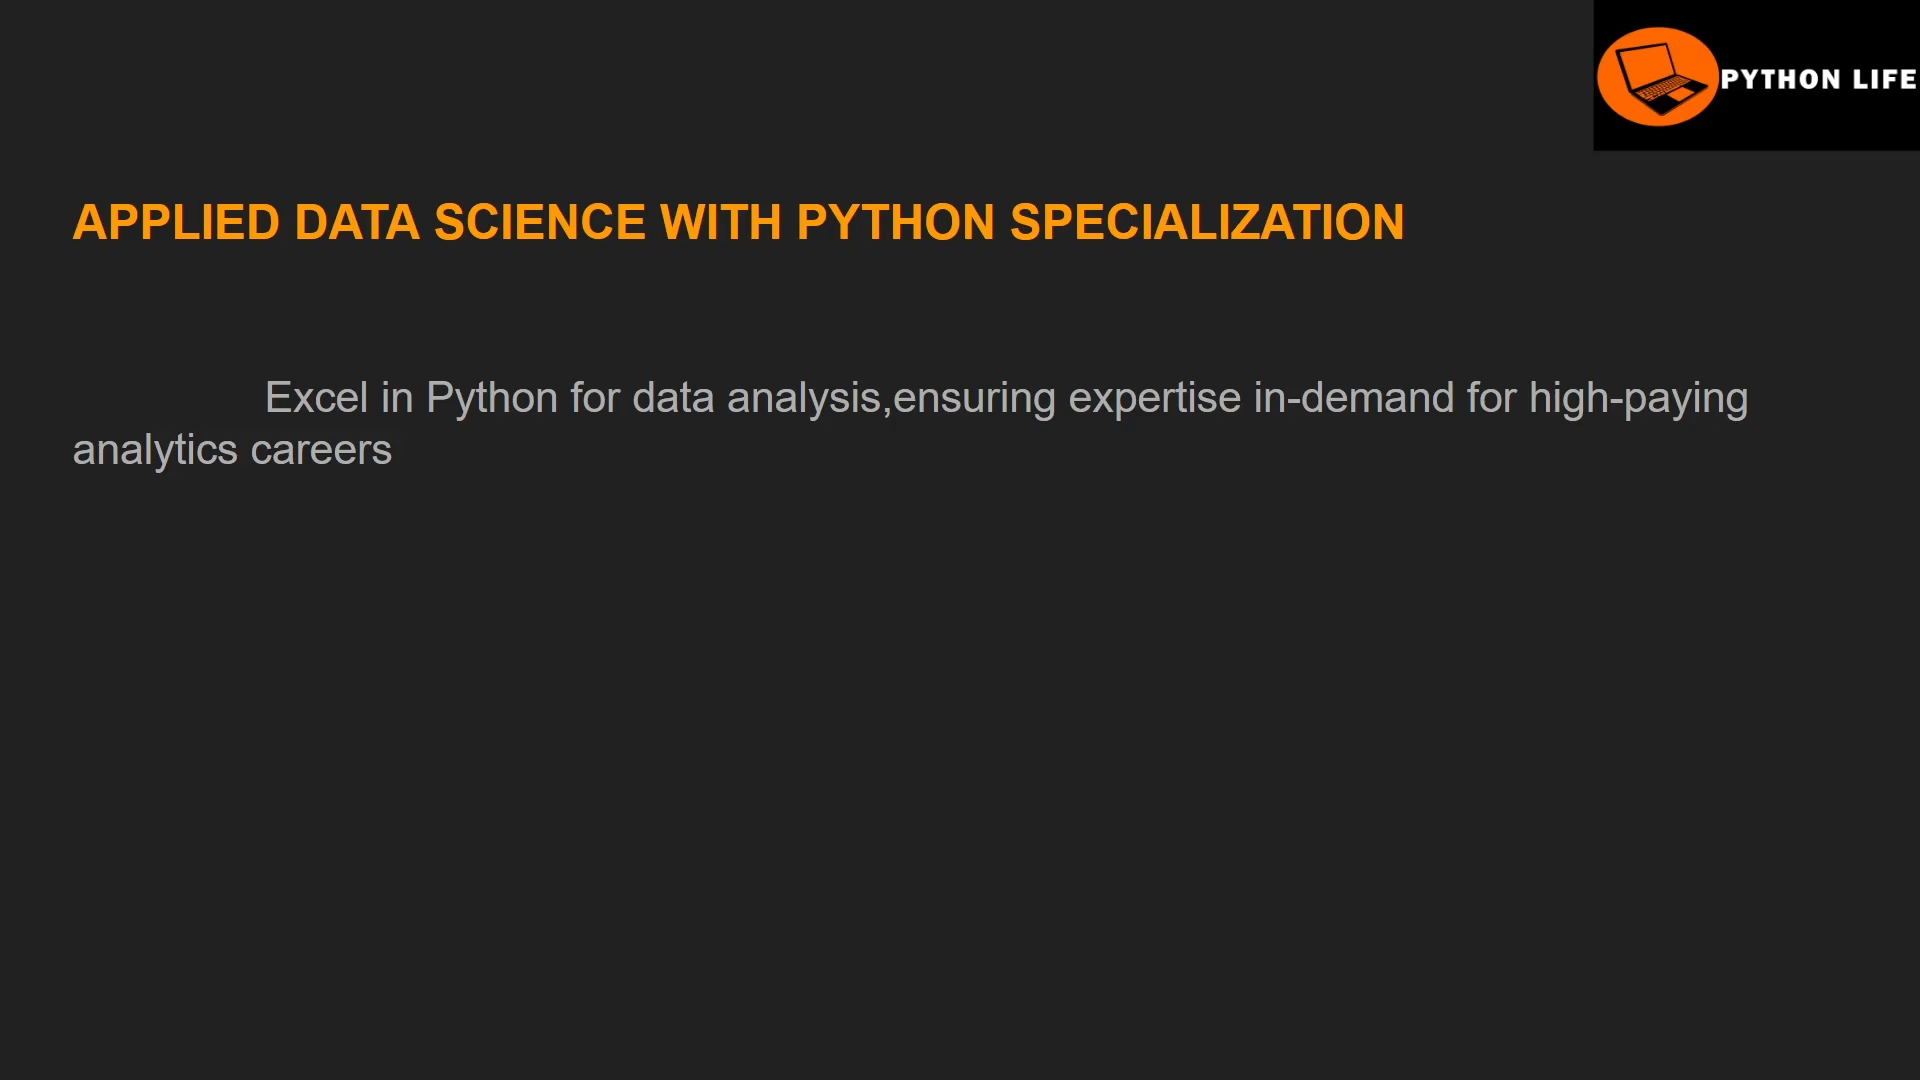 PYTHON LIFE
APPLIED DATA SCIENCE WITH PYTHON SPECIALIZATION
Excel in Python for data analysis,ensuring expertise in-demand for high-paying
analytics careers